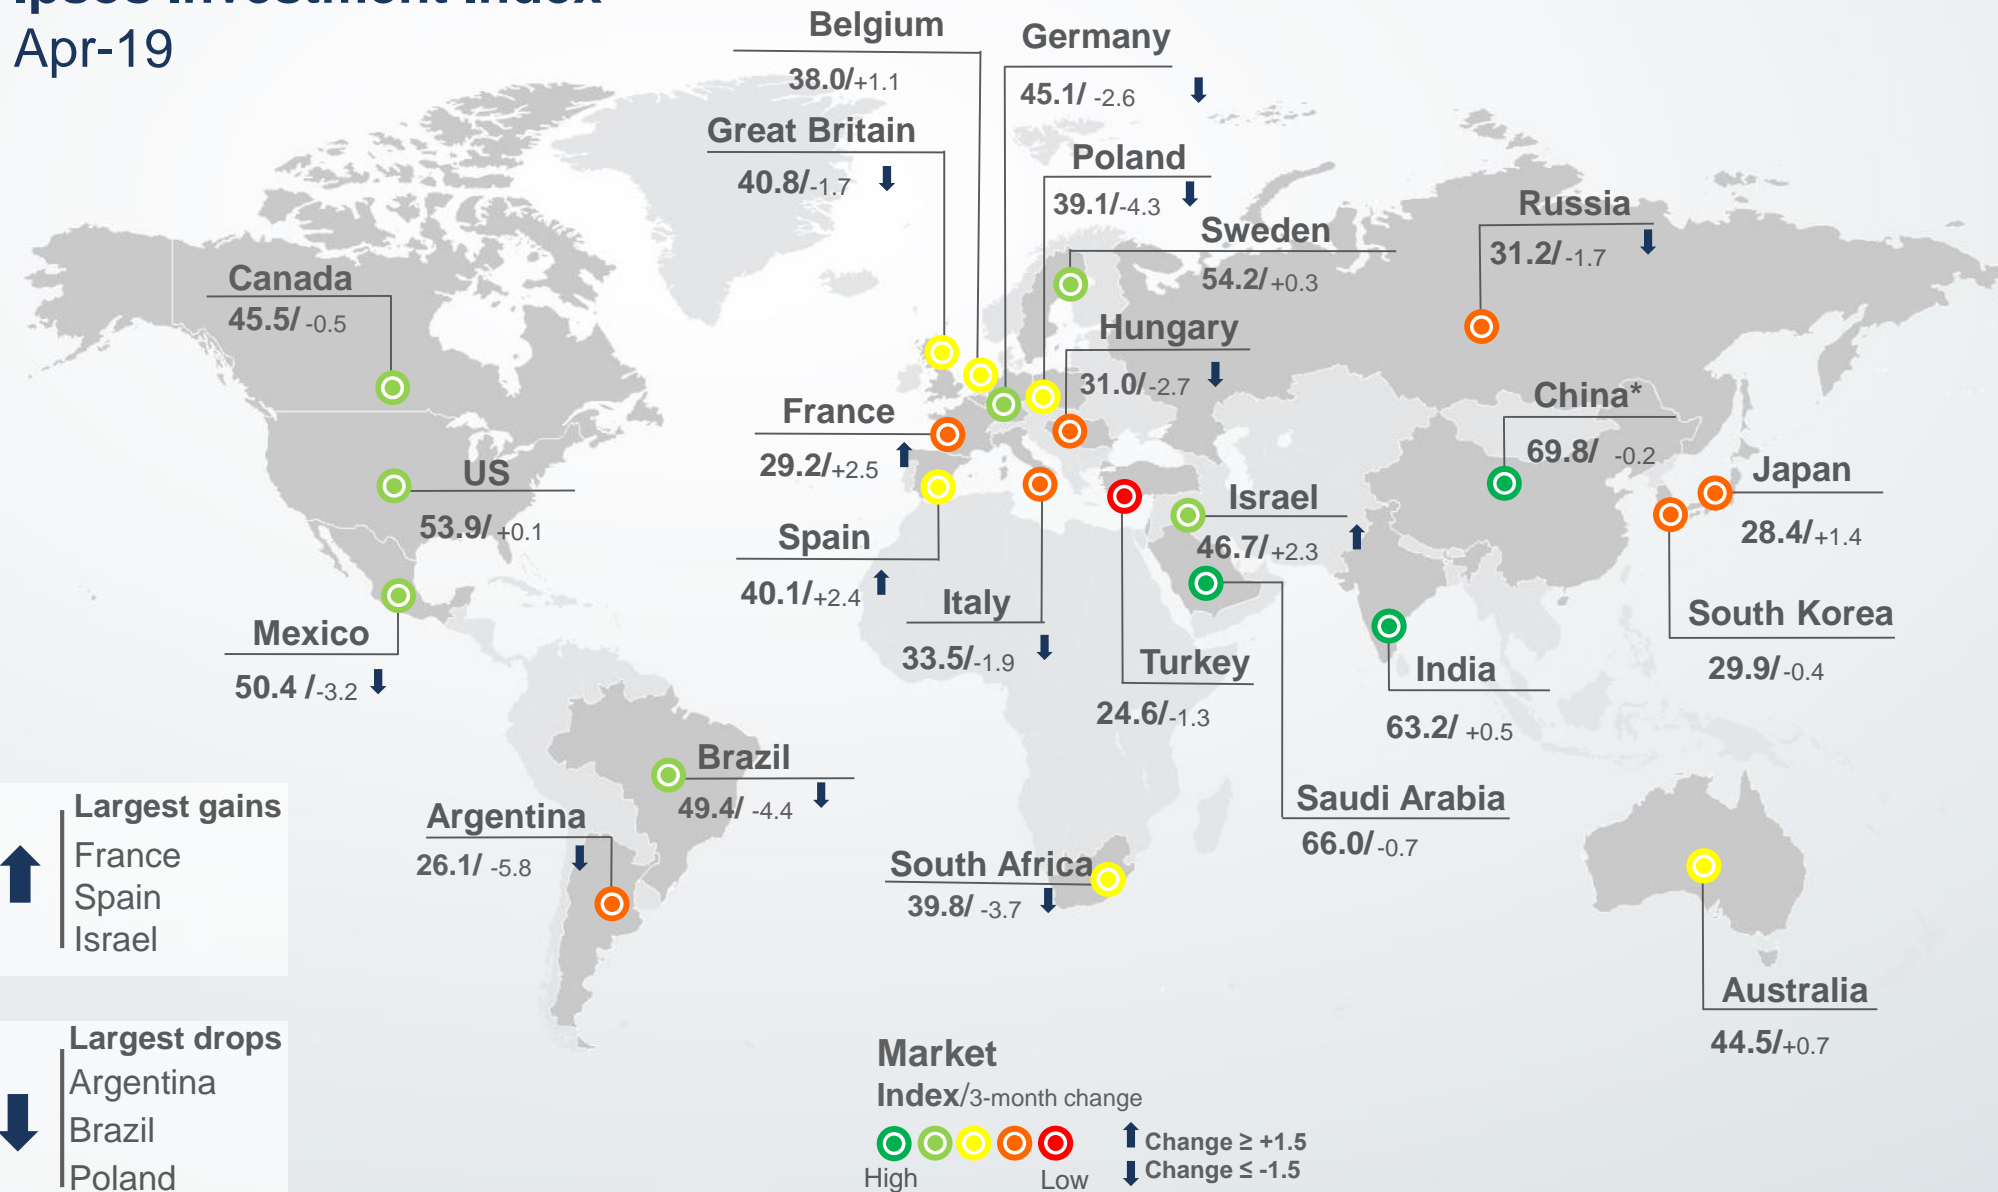 Ipsos Investment Index
Apr-19
Belgium
38.0/+1.1
Germany
45.1/ -2.6
Great Britain
40.8/-1.7
Poland
39.1/-4.3
Sweden
54.2/+0.3
Russia
31.2/ -1.7
Canada
45.5/ -0.5
Hungary
31.0/-2.7
China*
69.8/ -0.2
France
29.2/+2.5
US
53.9/+0.1
Japan
28.4/+1.4
Israel
46.7/+2.3
Spain
40.1/+2.4
Italy
33.5/-1.9
South Korea
29.9/-0.4
Mexico
50.4 /-3.2
Turkey
24.6/-1.3
India
63.2/ +0.5
Brazil
49.4/ -4.4
Saudi Arabia
66.0/-0.7
Argentina
26.1/ -5.8
South Africa
39.8/ -3.7
Australia
44.5/+0.7
Largest gains
France
Spain
Israel
Largest drops
Argentina
Brazil
Poland
Market
Index/3-month change
High
Low
Change ≥ +1.5
Change ≤ -1.5